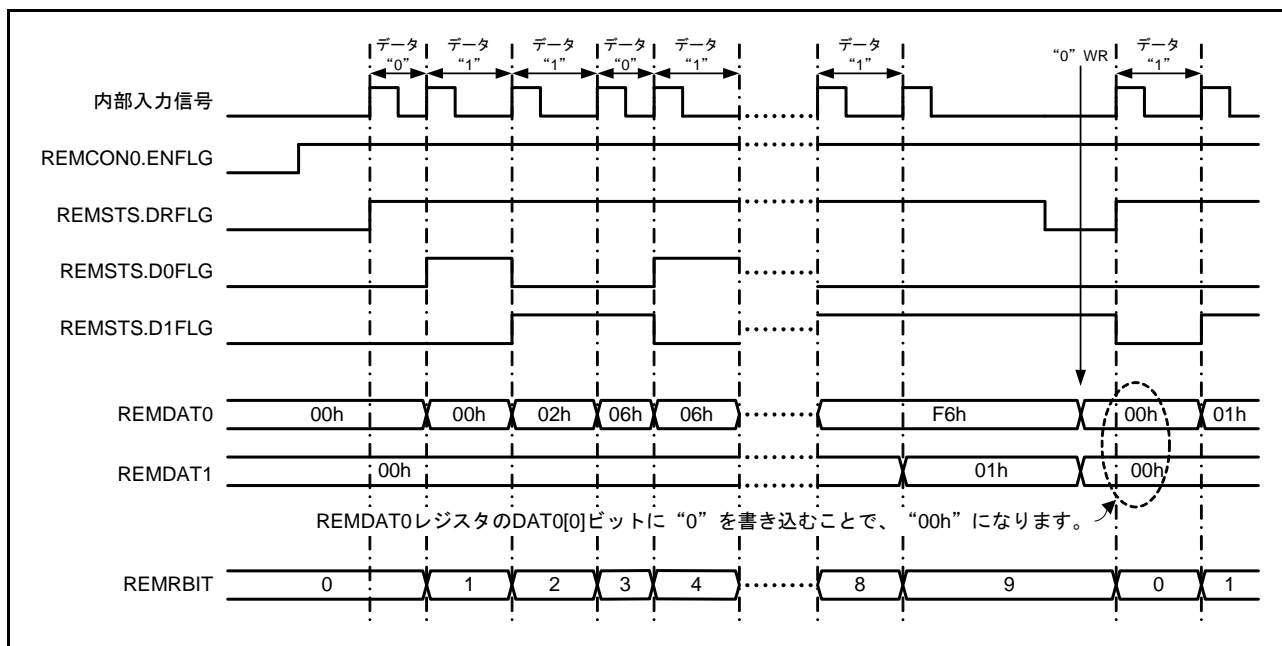 データ データ データ データ データ データ データ
“0” “1” “1” “0” “1” “1” “0” WR “1”
内部入力信号
REMCON0.ENFLG
REMSTS.DRFLG
REMSTS.D0FLG
REMSTS.D1FLG
REMDAT0 00h 00h 02h 06h 06h F6h 00h 01h
REMDAT1 00h 01h 00h
REMDAT0レジスタのDAT0[0]ビットに“0”を書き込むことで、“00h”になります。
REMRBIT 0 1 2 3 4 8 9 0 1